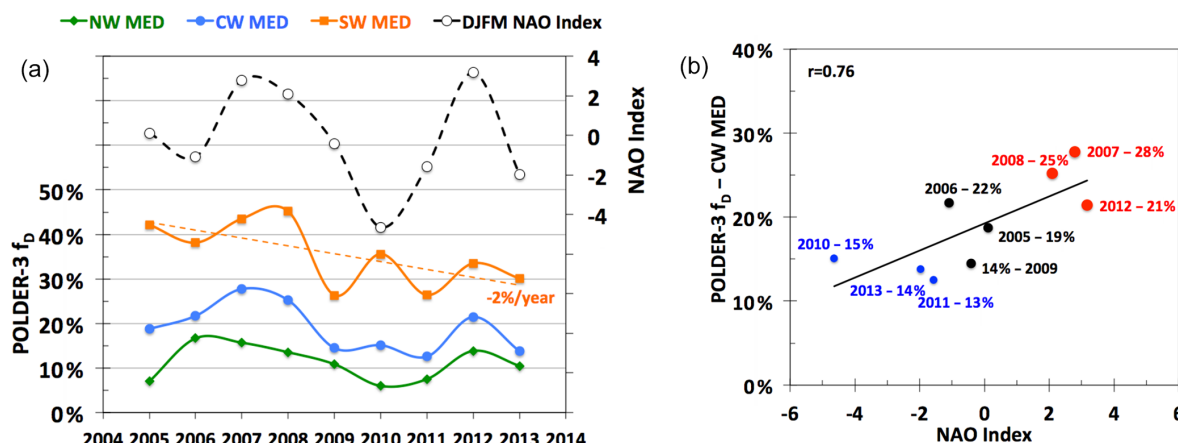 NW MED CW MED SW MED DJFM NAO Index
(a)
4
2
0
-2
-4
NAO Index
50%
40%
30%
20%
10%
0%
POLDER-3 fD
-2%/year
2004 2005 2006 2007 2008 2009 2010 2011 2012 2013 2014
(b)
40%
30%
20%
10%
0%
POLDER-3 fD – CW MED
r=0.76
2007 – 28%
2008 – 25%
2006 – 22%
2012 – 21%
2005 – 19%
2010 – 15%
14% – 2009
2013 – 14%
2011 – 13%
-6 -4 -2 0 2 4 6
NAO Index